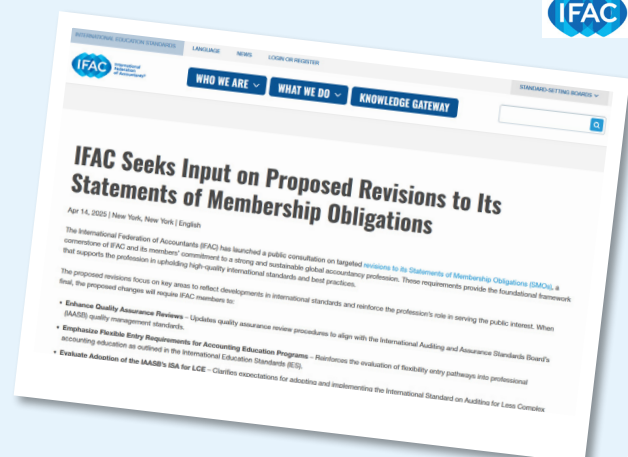 IFAC
INTERNATIONAL EDUCATION STANDARDS LANGUAGE NEWS LOGIN OR REGISTER
STANDARD-SETTING BOARDS
IFAC International Federation of Accountants
WHO WE ARE WHAT WE DO KNOWLEDGE GATEWAY
IFAC Seeks Input on Proposed Revisions to Its
Statements of Membership Obligations
Apr 14, 2025 | New York, New York | English
The International Federation of Accountants (IFAC) has launched a public consultation on targeted revisions to its Statements of Membership Obligations (SMOs), a
cornerstone of IFAC and its members' commitment to a strong and sustainable global accountancy profession. These requirements provide the foundational framework
that supports the profession in upholding high-quality international standards and best practices.
The proposed revisions focus on key areas to reflect developments in international standards and reinforce the profession's role in serving the public interest. When
final, the proposed changes will require IFAC members to:
• Enhance Quality Assurance Reviews – Updates quality assurance review procedures to align with the International Auditing and Assurance Standards Board's
(IAASB) quality management standards.
• Emphasize Flexible Entry Requirements for Accounting Education Programs – Reinforces the evaluation of flexibility entry pathways into professional
accounting education as outlined in the International Education Standards (IES).
• Evaluate Adoption of the IAASB's ISA for LCE – Clarifies expectations for adopting and implementing the International Standard on Auditing for Less Complex